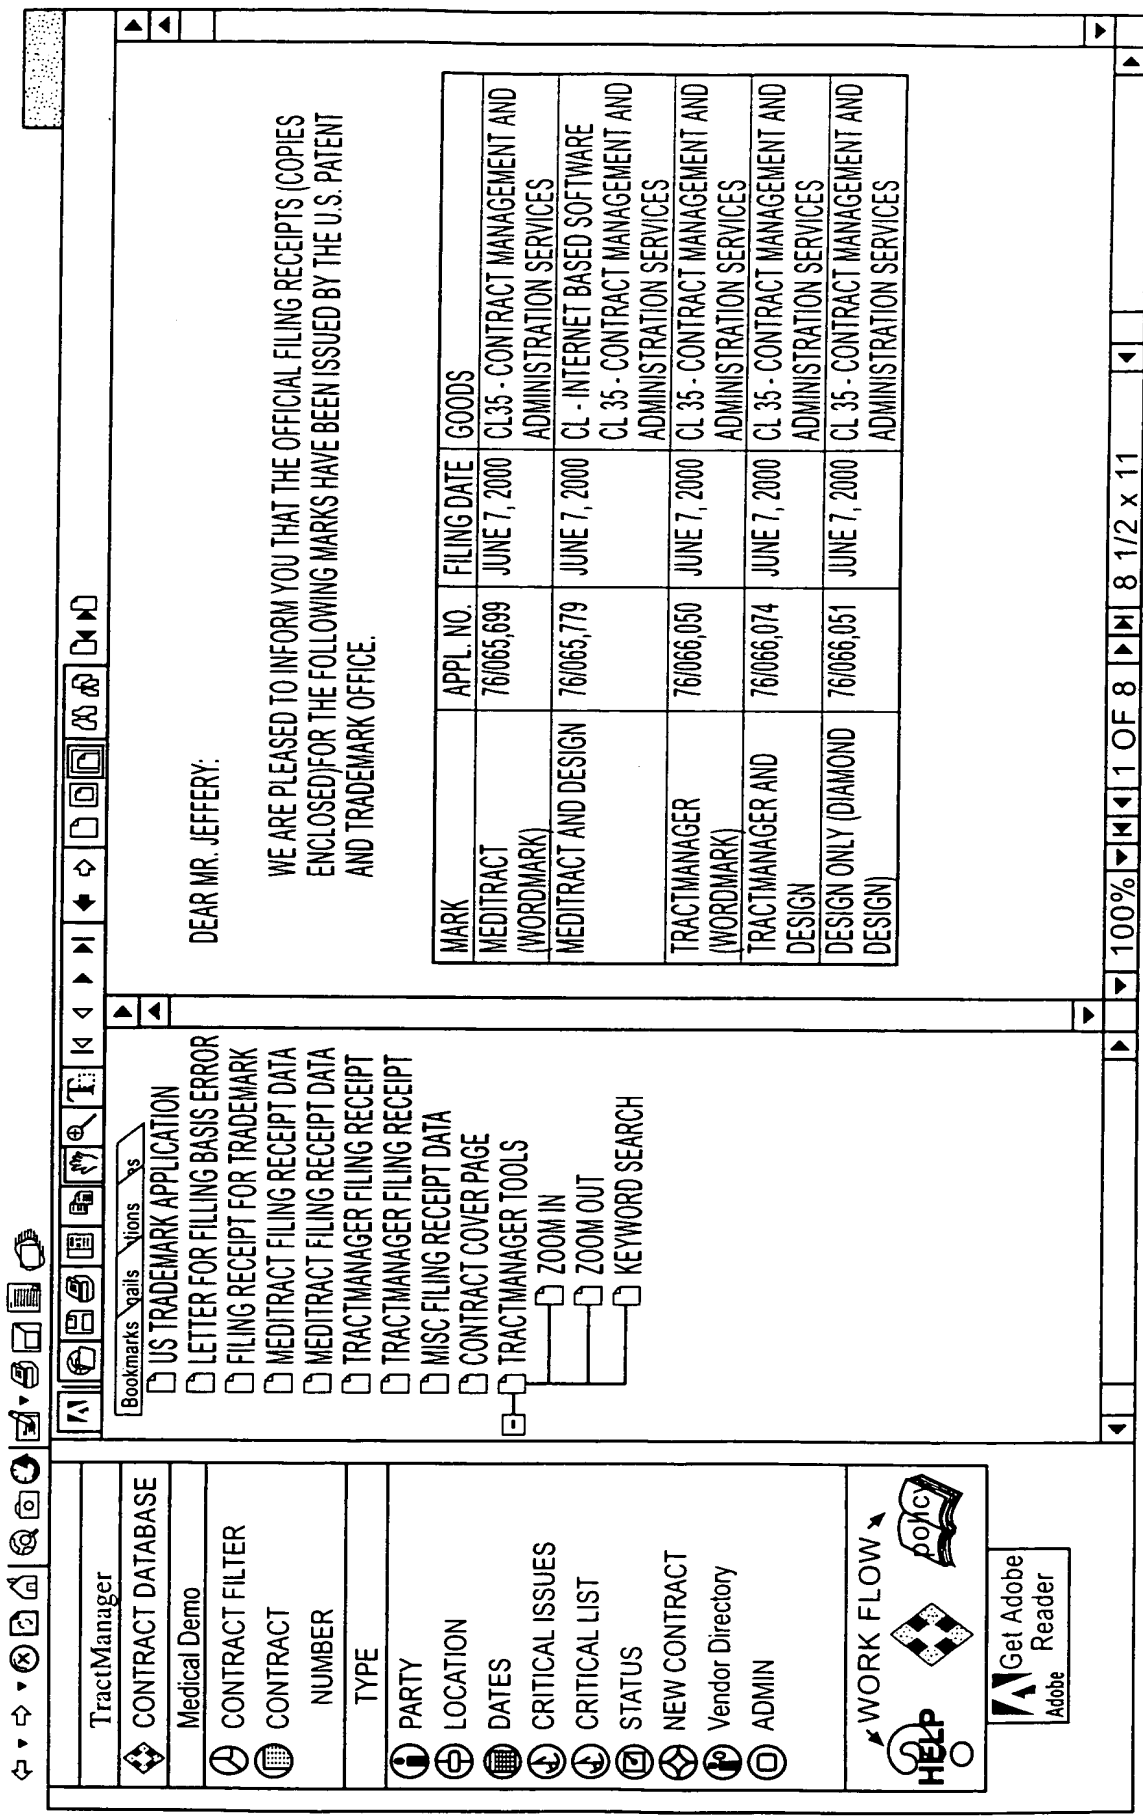 TractManager
CONTRACT DATABASE
Medical Demo
CONTRACT FILTER
CONTRACT
NUMBER
TYPE
PARTY
LOCATION
DATES
CRITICAL ISSUES
CRITICAL LIST
STATUS
NEW CONTRACT
Vendor Directory
ADMIN
WORK FLOW
HELP
policy
Get Adobe
Reader
Adobe
Bookmarks nails tions es
US TRADEMARK APPLICATION
LETTER FOR FILLING BASIS ERROR
FILING RECEIPT FOR TRADEMARK
MEDITRACT FILING RECEIPT DATA
MEDITRACT FILING RECEIPT DATA
TRACTMANAGER FILING RECEIPT
TRACTMANAGER FILING RECEIPT
MISC FILING RECEIPT DATA
CONTRACT COVER PAGE
TRACTMANAGER TOOLS
ZOOM IN
ZOOM OUT
KEYWORD SEARCH
DEAR MR. JEFFERY:
WE ARE PLEASED TO INFORM YOU THAT THE OFFICIAL FILING RECEIPTS (COPIES
ENCLOSED)FOR THE FOLLOWING MARKS HAVE BEEN ISSUED BY THE U.S. PATENT
AND TRADEMARK OFFICE.
MARK APPL. NO. FILING DATE GOODS
MEDITRACT 76/065,699 JUNE 7, 2000 CL35 - CONTRACT MANAGEMENT AND
(WORDMARK) ADMINISTRATION SERVICES
MEDITRACT AND DESIGN 76/065,779 JUNE 7, 2000 CL - INTERNET BASED SOFTWARE
CL 35 - CONTRACT MANAGEMENT AND
ADMINISTRATION SERVICES
TRACTMANAGER 76/066,050 JUNE 7, 2000 CL 35 - CONTRACT MANAGEMENT AND
(WORDMARK) ADMINISTRATION SERVICES
TRACTMANAGER AND 76/066,074 JUNE 7, 2000 CL 35 - CONTRACT MANAGEMENT AND
DESIGN ADMINISTRATION SERVICES
DESIGN ONLY (DIAMOND 76/066,051 JUNE 7, 2000 CL 35 - CONTRACT MANAGEMENT AND
DESIGN) ADMINISTRATION SERVICES
100% 1 OF 8 8 1/2 x 11